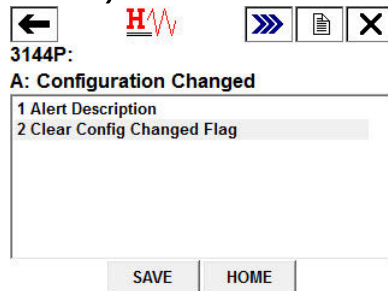 H
3144P:
A: Configuration Changed
1 Alert Description
2 Clear Config Changed Flag
SAVE HOME